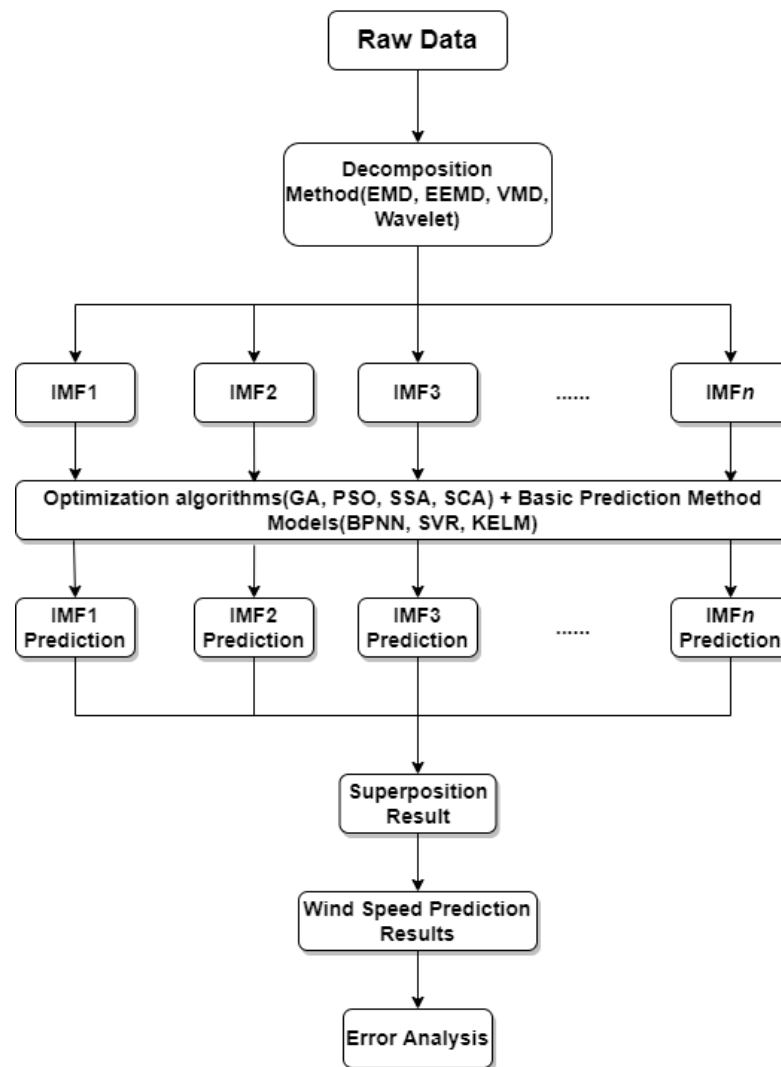 Raw Data
Decomposition
Method(EMD, EEMD, VMD,
Wavelet)
IMF1
IMF2
IMF3
......
IMFn
Optimization algorithms(GA, PSO, SSA, SCA) + Basic Prediction Method
Models(BPNN, SVR, KELM)
IMF1
Prediction
IMF2
Prediction
IMF3
Prediction
......
IMFn
Prediction
Superposition
Result
Wind Speed Prediction
Results
Error Analysis